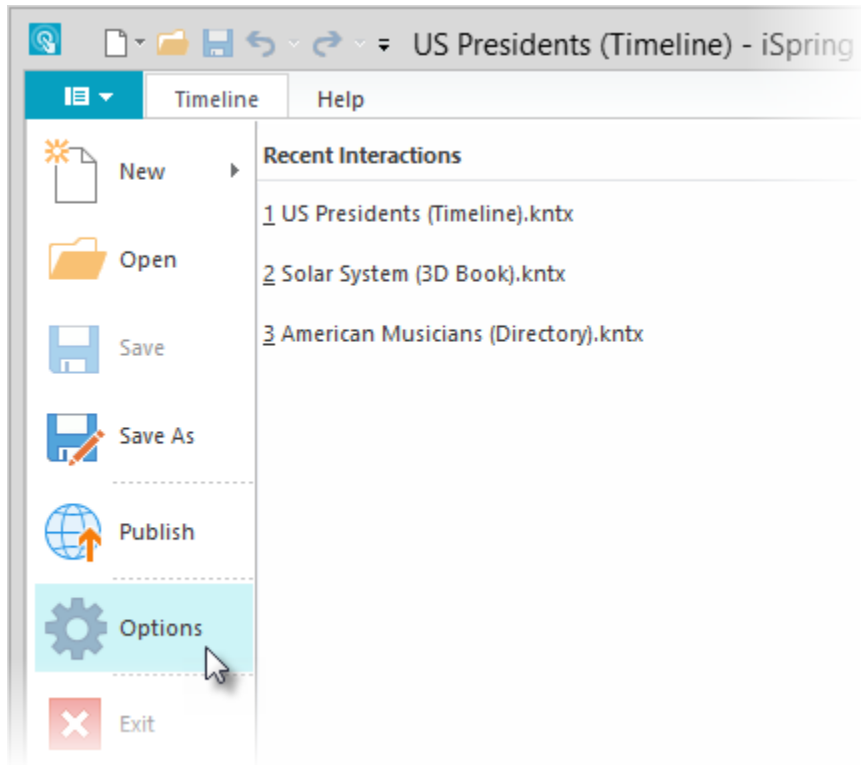 US Presidents (Timeline) - iSpring
Timeline Help
New
Open
Save
Save As
Publish
Options
Exit
Recent Interactions
1 US Presidents (Timeline).kntx
2 Solar System (3D Book).kntx
3 American Musicians (Directory).kntx